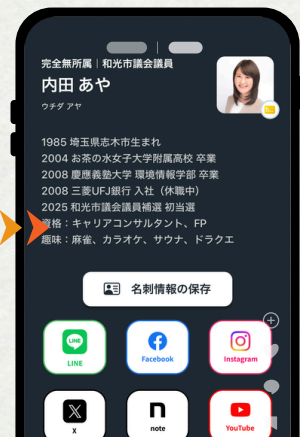 完全無所属｜和光市議会議員
内田 あや
ウチダ アヤ
1985 埼玉県志木市生まれ
2004 お茶の水女子大学附属高校 卒業
2008 慶應義塾大学 環境情報学部 卒業
2008 三菱UFJ銀行 入社（休職中）
2025 和光市議会議員補選 初当選
資格：キャリアコンサルタント、FP
趣味：麻雀、カラオケ、サウナ、ドラクエ
名刺情報の保存
LINE
LINE
Facebook
Instagram
X
note
YouTube